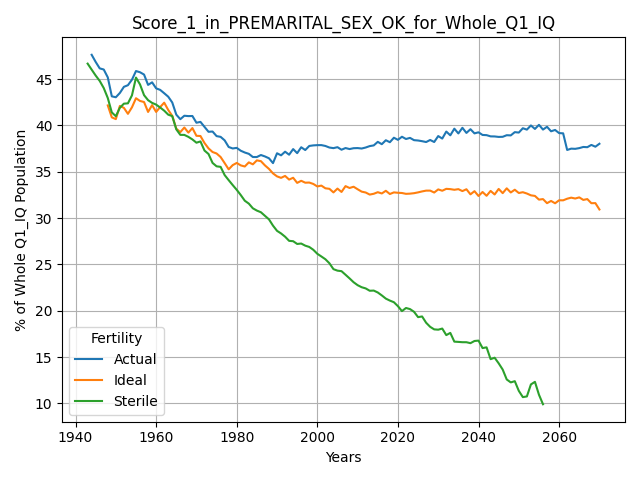 Score_1_in_PREMARITAL_SEX_OK_for_Whole_Q1_IQ
% of Whole Q1_IQ Population
45
40
35
30
25
20
15
10
Fertility
Actual
Ideal
Sterile
1940 1960 1980 2000 2020 2040 2060
Years